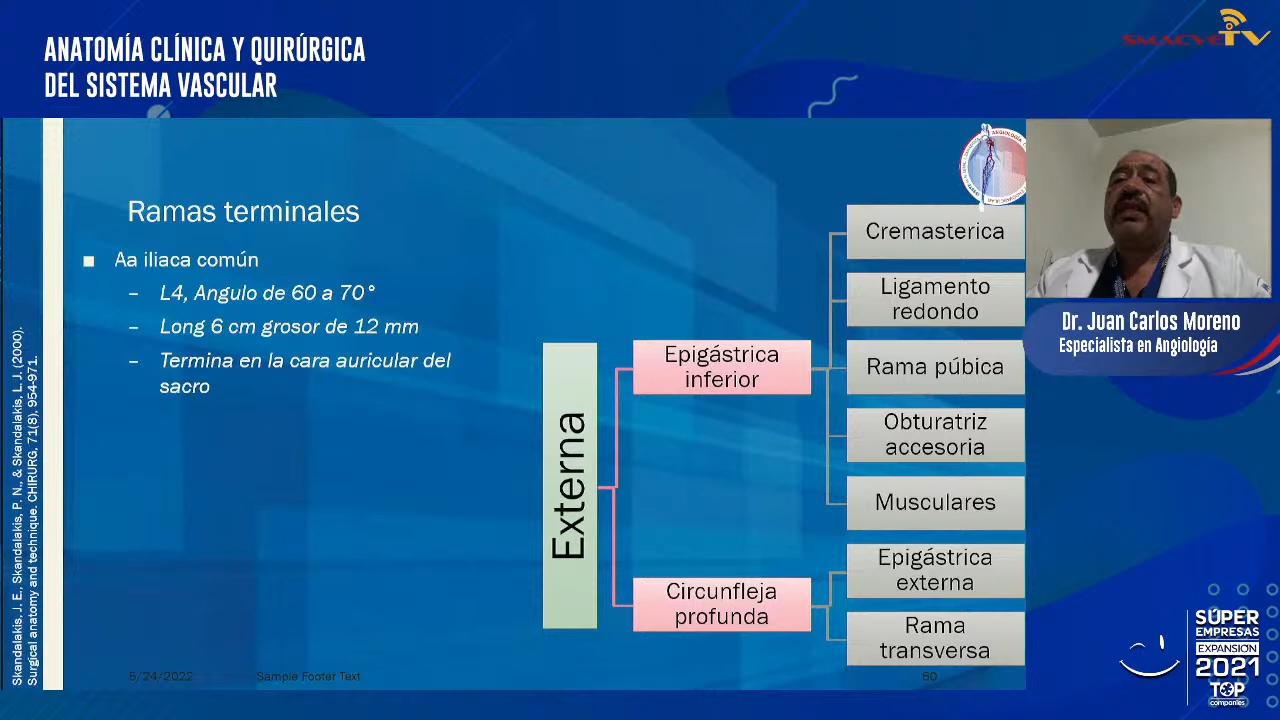 ANATOMÍA CLÍNICA Y QUIRÚRGICA
DEL SISTEMA VASCULAR
SMACVETV
Ramas terminales
Aa iliaca común
– L4, Angulo de 60 a 70°
– Long 6 cm grosor de 12 mm
– Termina en la cara auricular del
sacro
Externa
Epigástrica
inferior
Circunfleja
profunda
Cremasterica
Ligamento
redondo
Rama púbica
Obturatriz
accesoria
Musculares
Epigástrica
externa
Rama
transversa
Skandalakis, J. E., Skandalakis, P. N., & Skandalakis, L. J. (2000).
Surgical anatomy and technique. CHIRURG, 71(8), 954-971.
5/24/2022
Sample Footer Text
60
Dr. Juan Carlos Moreno
Especialista en Angiología
SÚPER
EMPRESAS
EXPANSIÓN
2021
TOP
companies